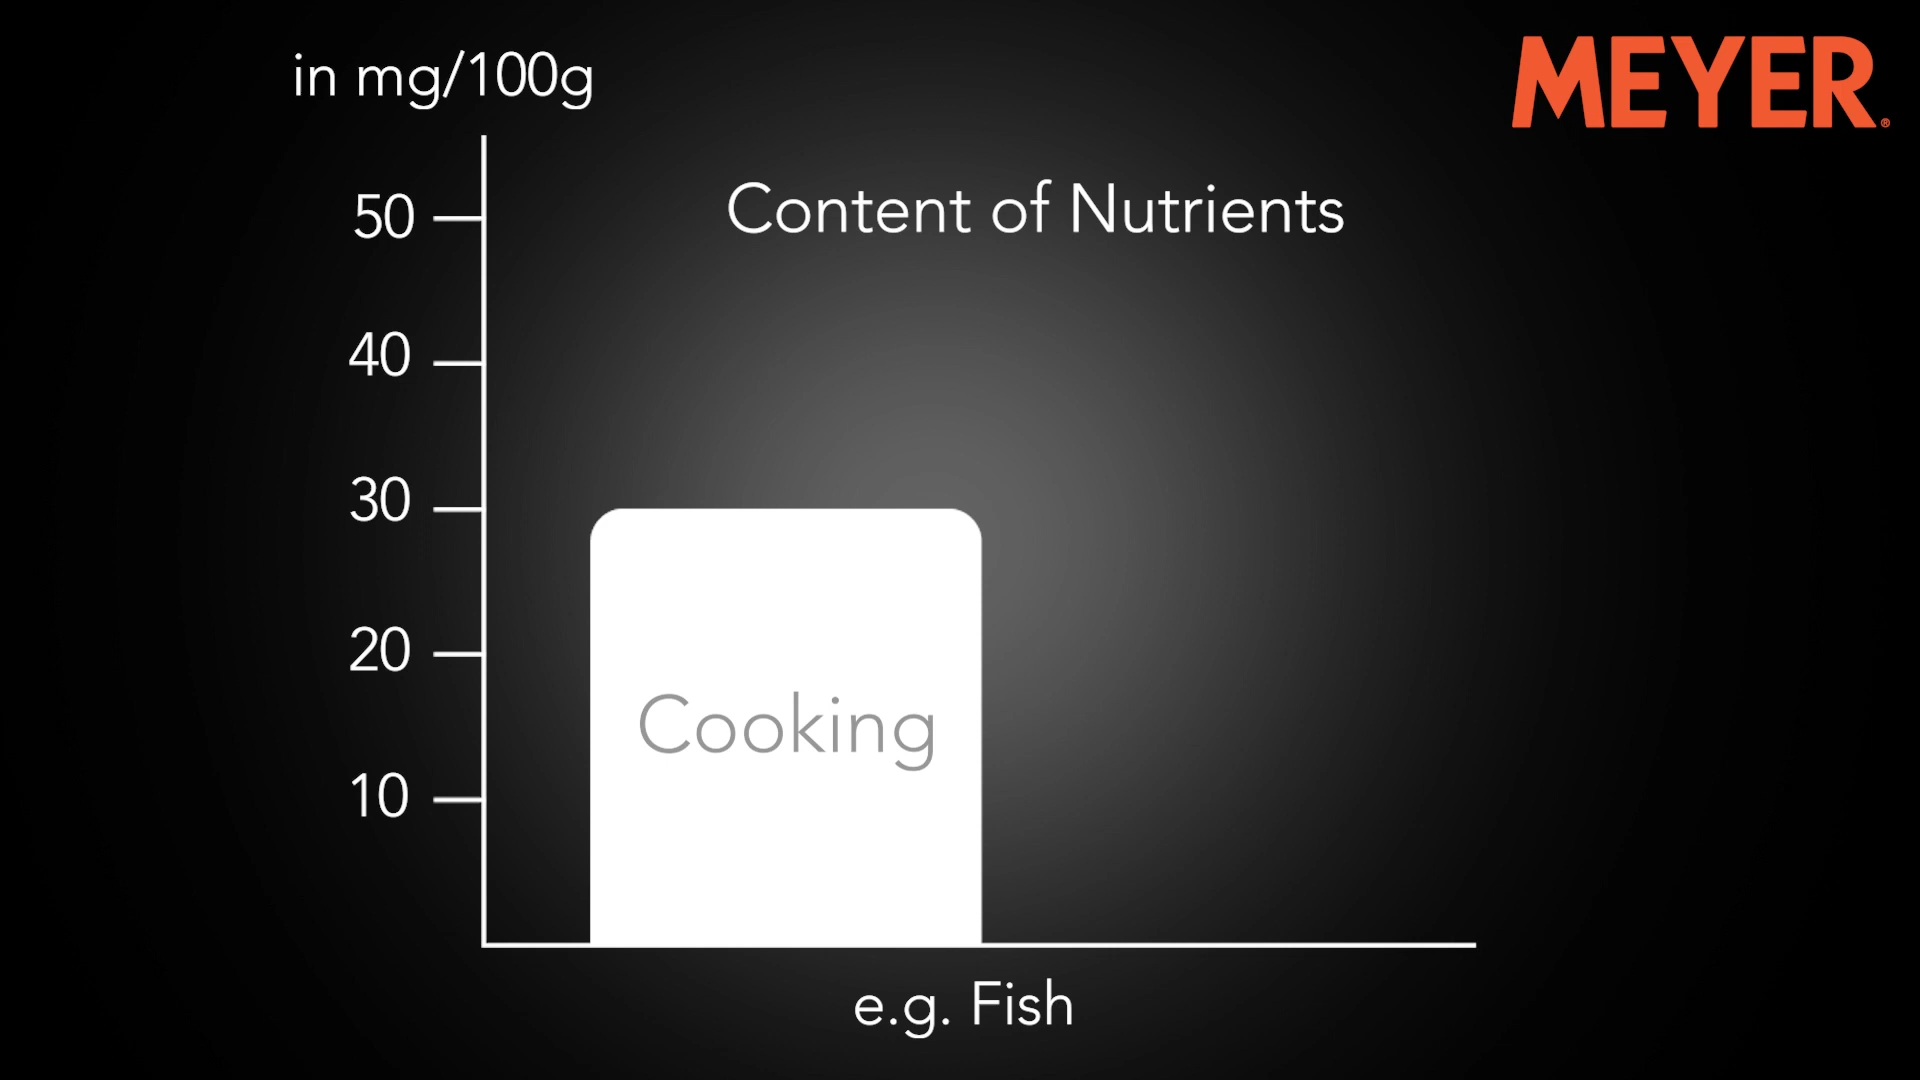 in mg/100g
MEYER®
Content of Nutrients
50
40
30
20
10
Cooking
e.g. Fish